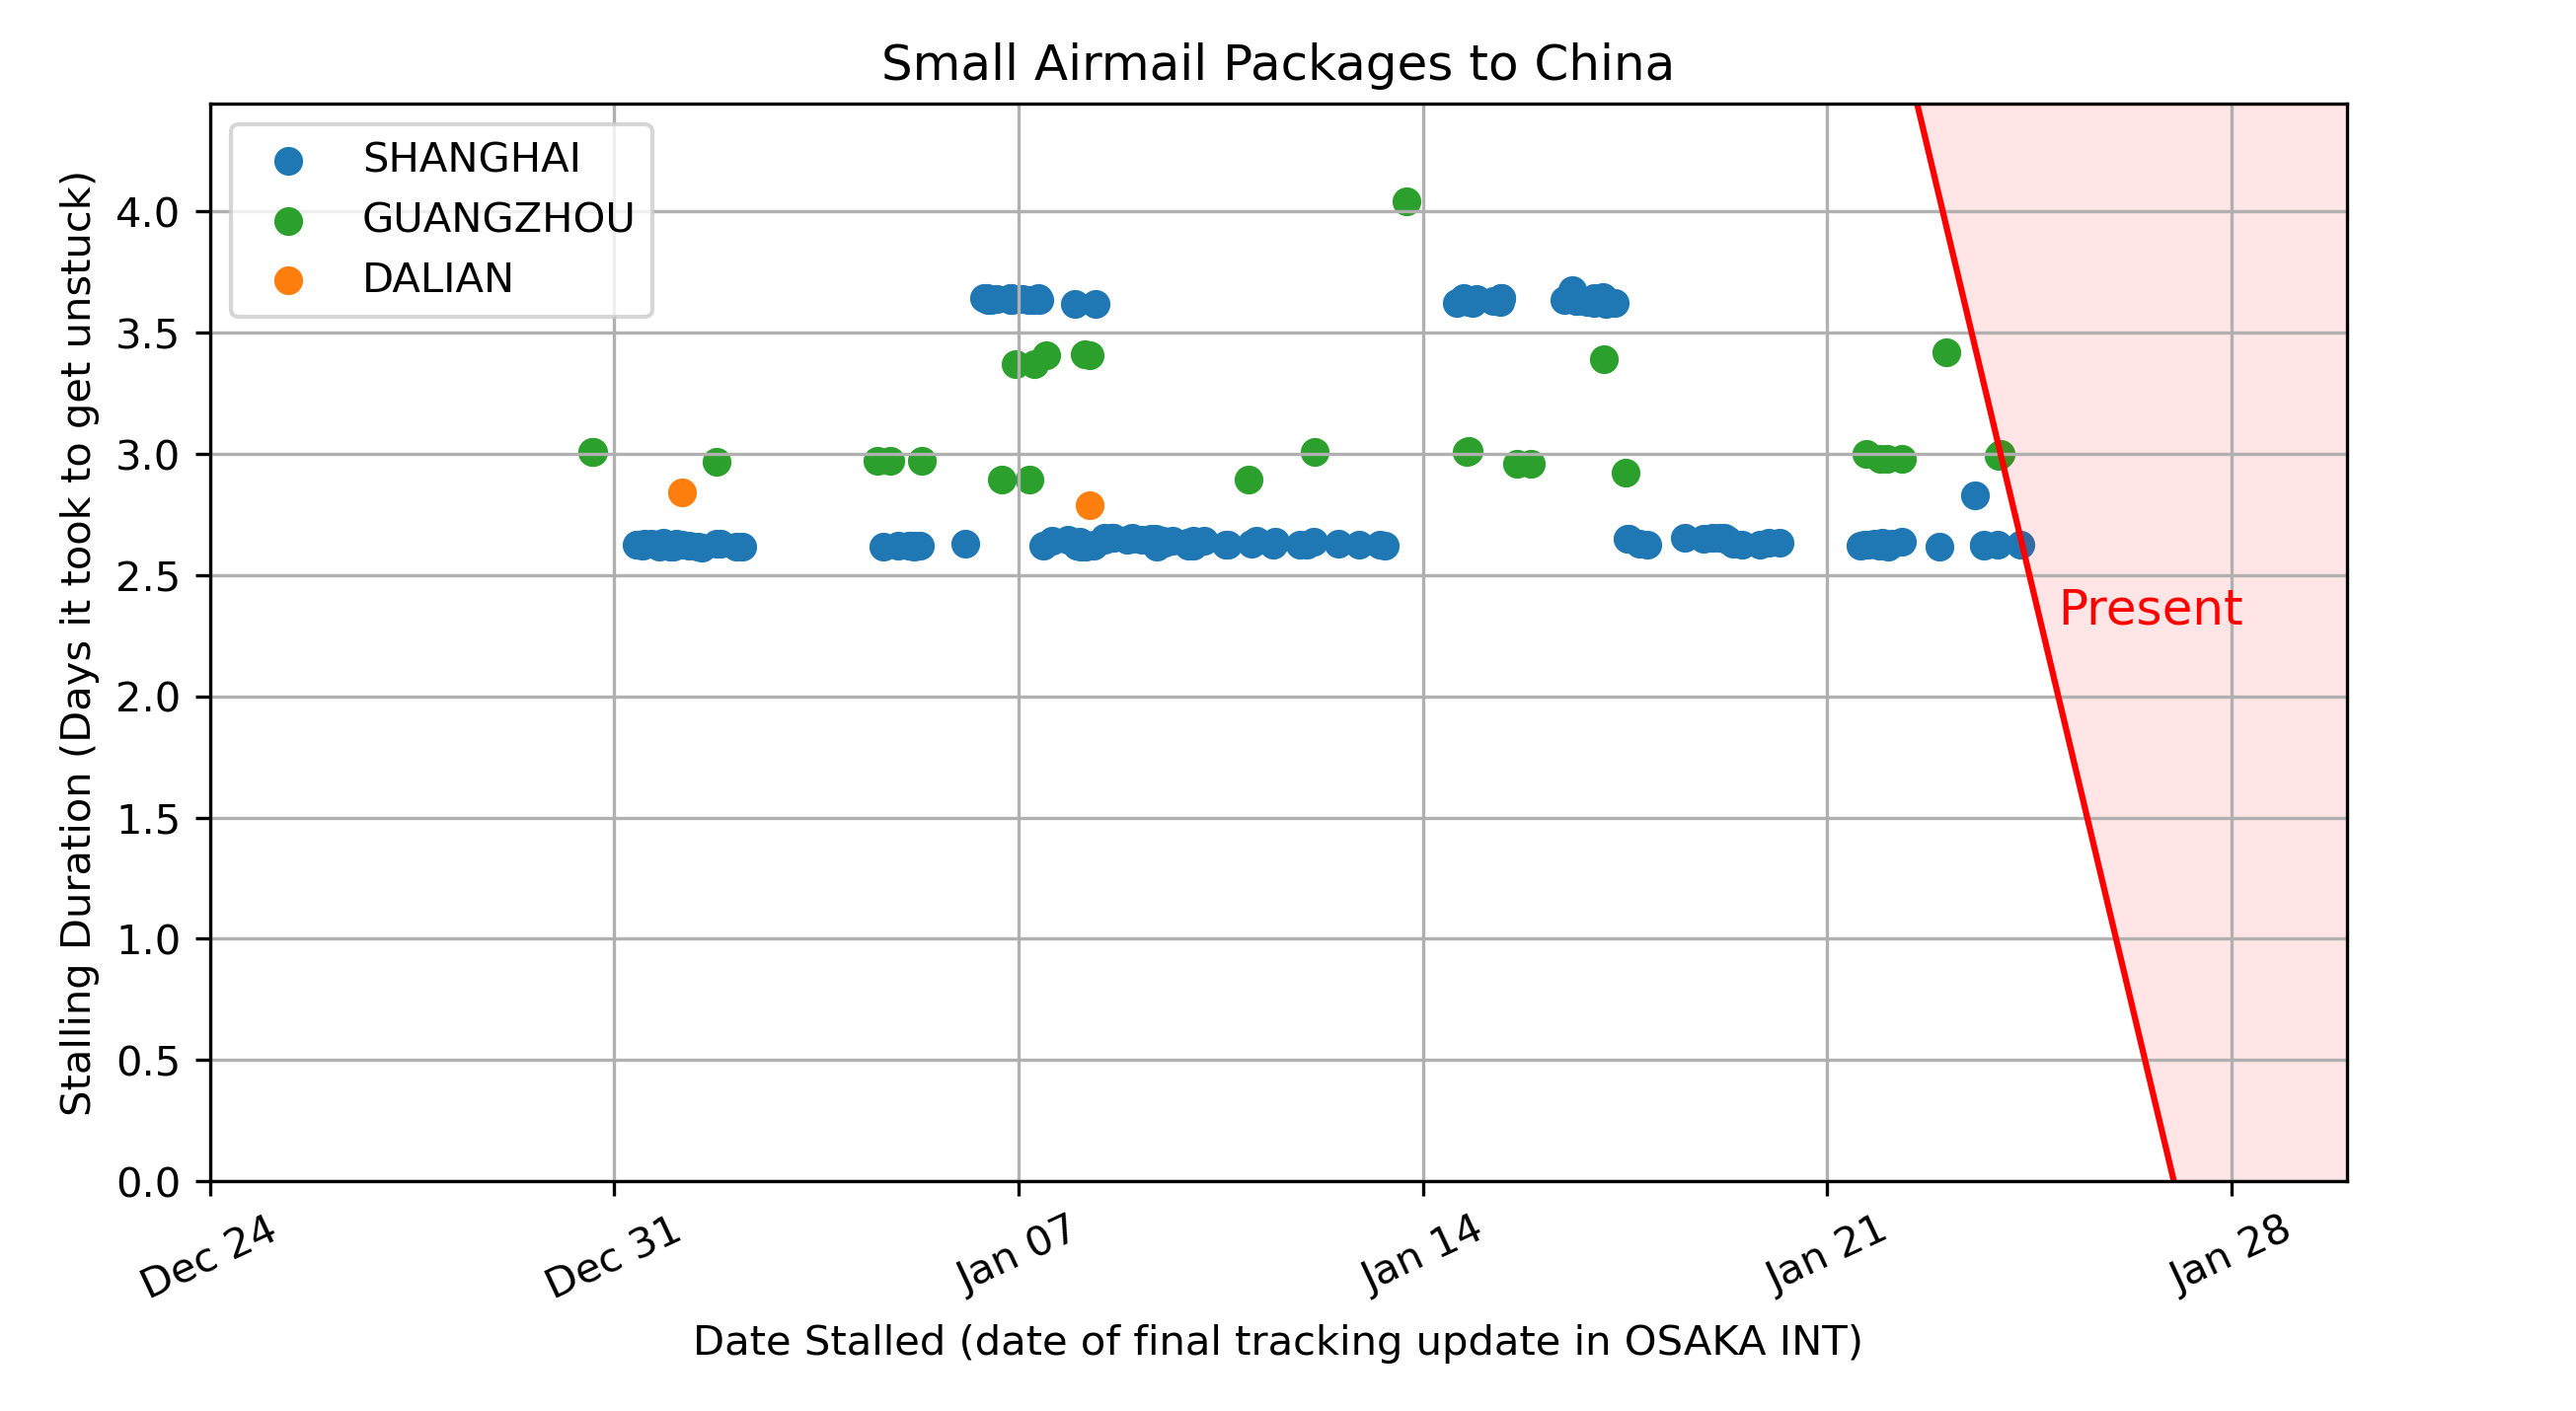 Small Airmail Packages to China
SHANGHAI
GUANGZHOU
DALIAN
Stalling Duration (Days it took to get unstuck)
4.0
3.5
3.0
2.5
2.0
1.5
1.0
0.5
0.0
Present
Dec 24
Dec 31
Jan 07
Jan 14
Jan 21
Jan 28
Date Stalled (date of final tracking update in OSAKA INT)